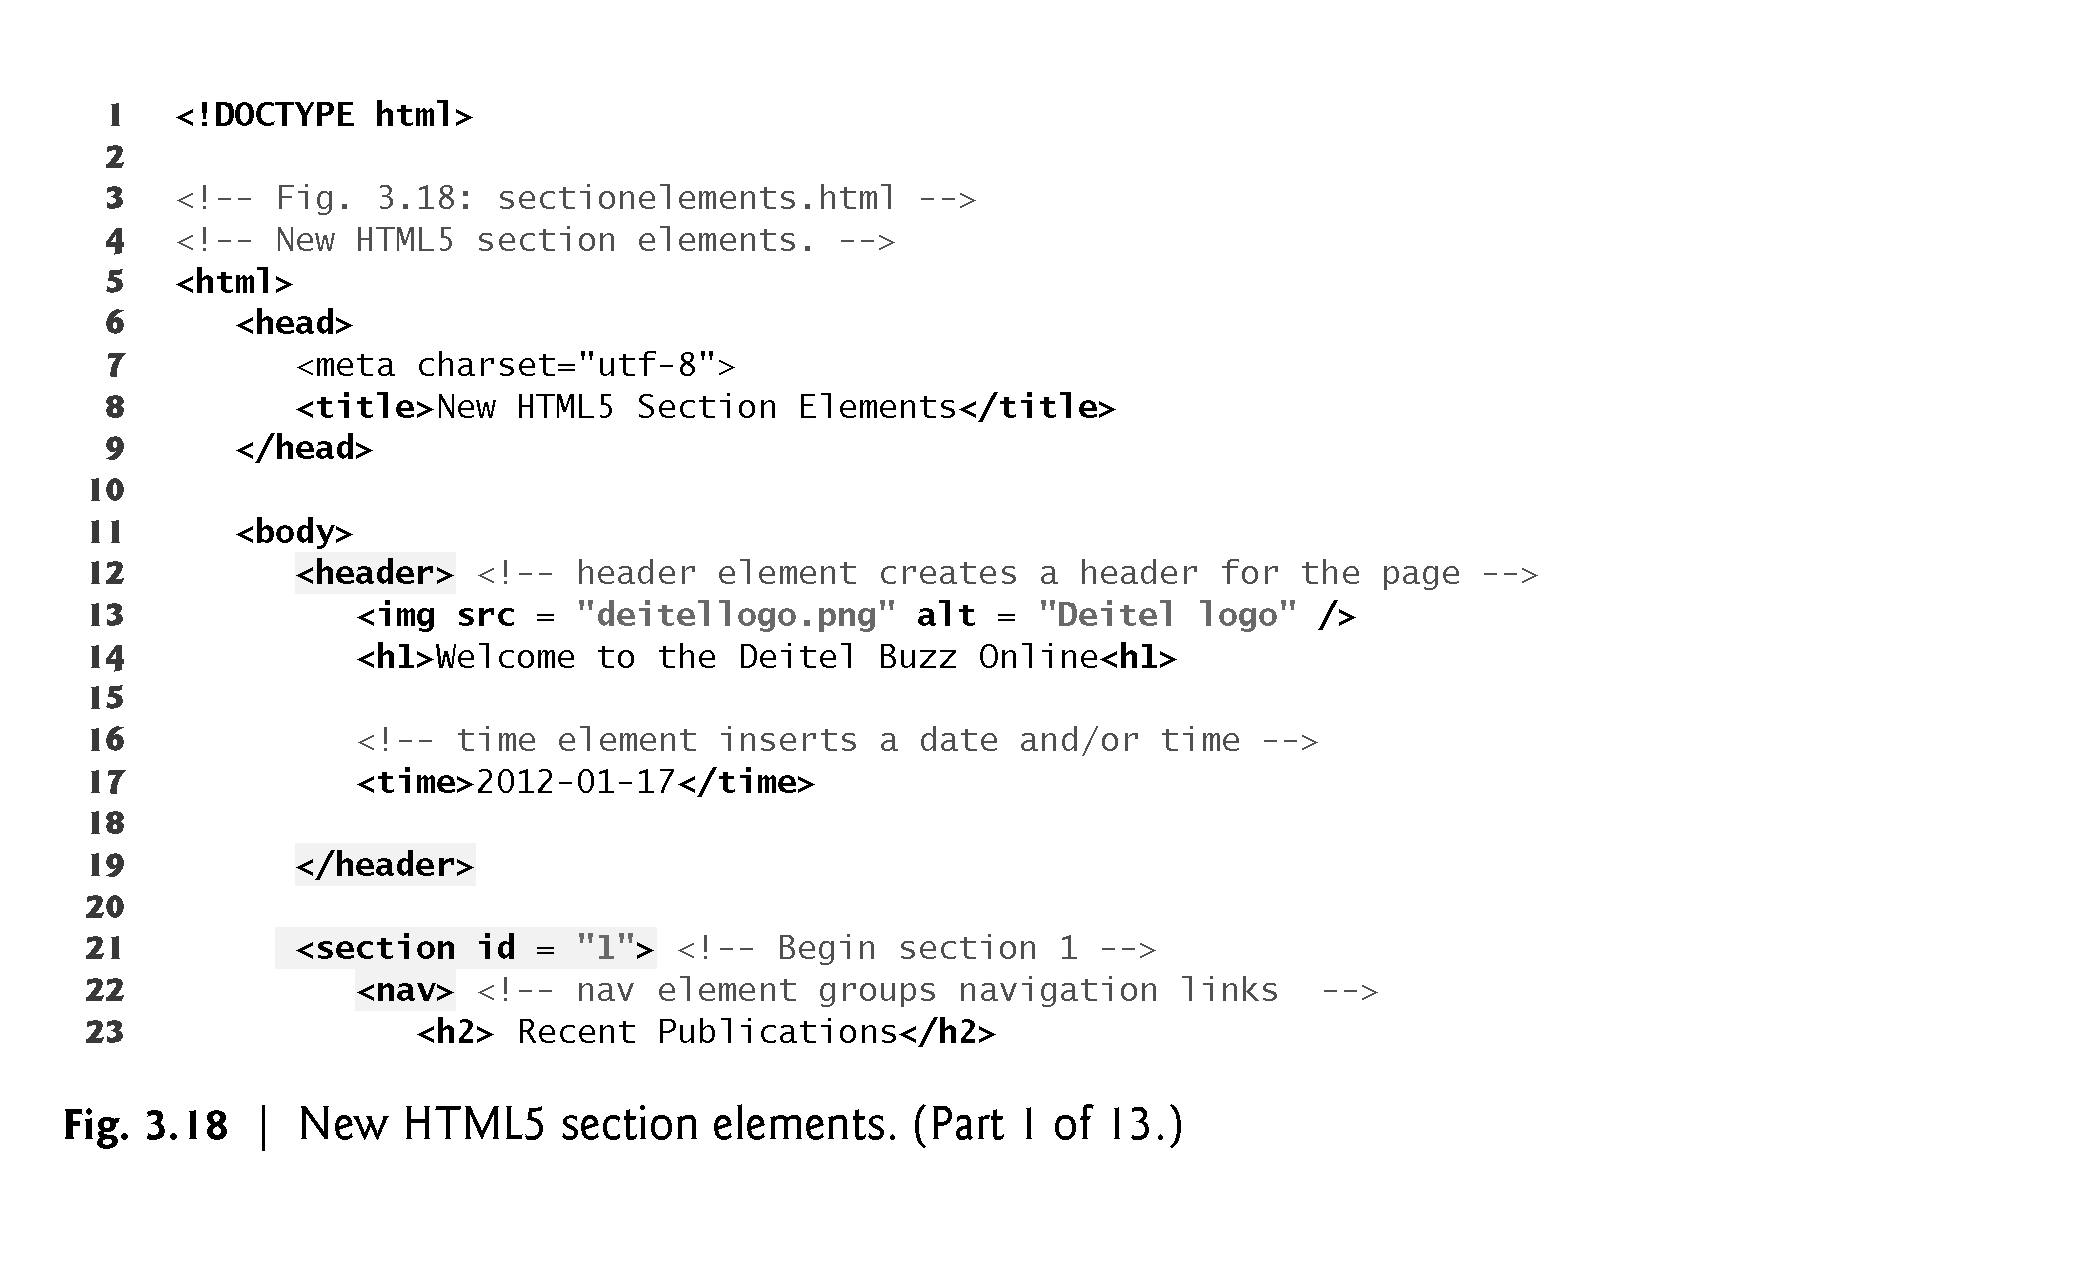 1 <!DOCTYPE html>
2
3 <!-- Fig. 3.18: sectionelements.html -->
4 <!-- New HTML5 section elements. -->
5 <html>
6 <head>
7 <meta charset="utf-8">
8 <title>New HTML5 Section Elements</title>
9 </head>
10
11 <body>
12 <header> <!-- header element creates a header for the page -->
13 <img src = "deitellogo.png" alt = "Deitel logo" />
14 <h1>Welcome to the Deitel Buzz Online<h1>
15
16 <!-- time element inserts a date and/or time -->
17 <time>2012-01-17</time>
18
19 </header>
20
21 <section id = "1"> <!-- Begin section 1 -->
22 <nav> <!-- nav element groups navigation links  -->
23 <h2> Recent Publications</h2>
Fig. 3.18 | New HTML5 section elements. (Part 1 of 13.)